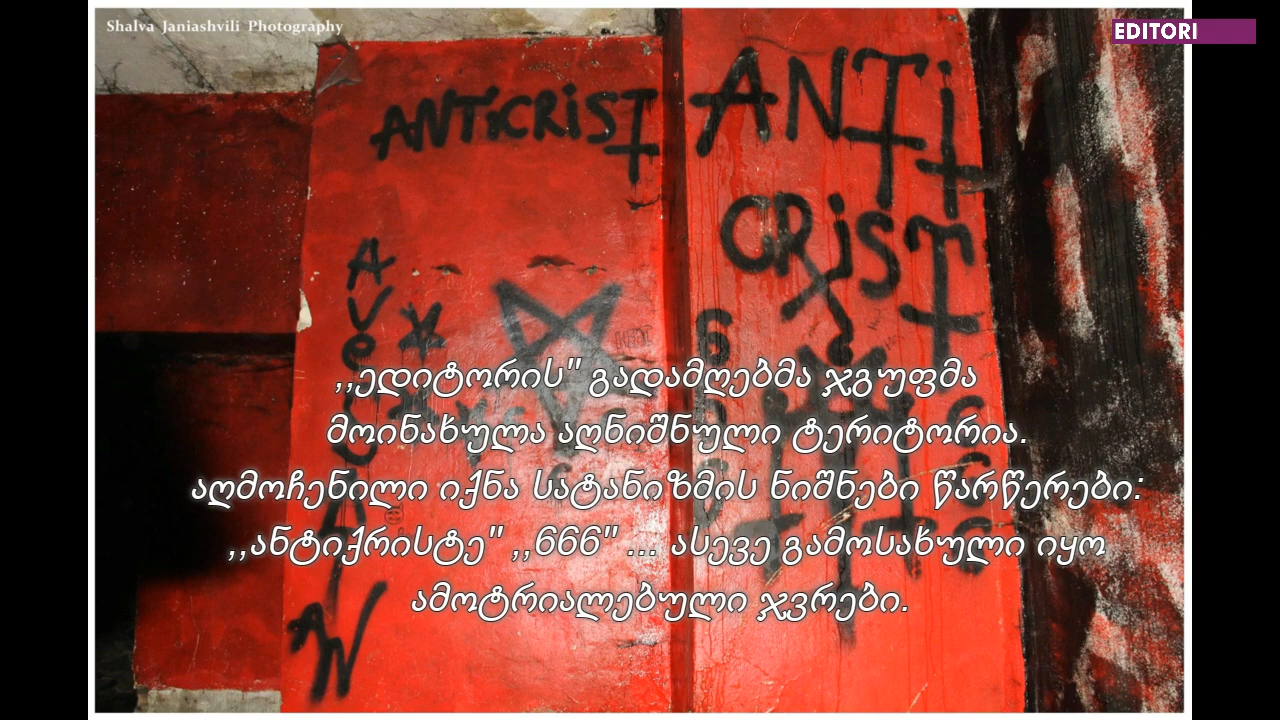 Shalva Janiashvili Photography
EDITORI
ANTiCRiST
ANTi
CRiST
,,ედიტორის" გადამღებმა ჯგუფმა
მოინახულა აღნიშნული ტერიტორია.
აღმოჩენილი იქნა სატანიზმის ნიშნები წარწერები:
,,ანტიქრისტე" ,,666" ... ასევე გამოსახული იყო
ამოტრიალებული ჯვრები.